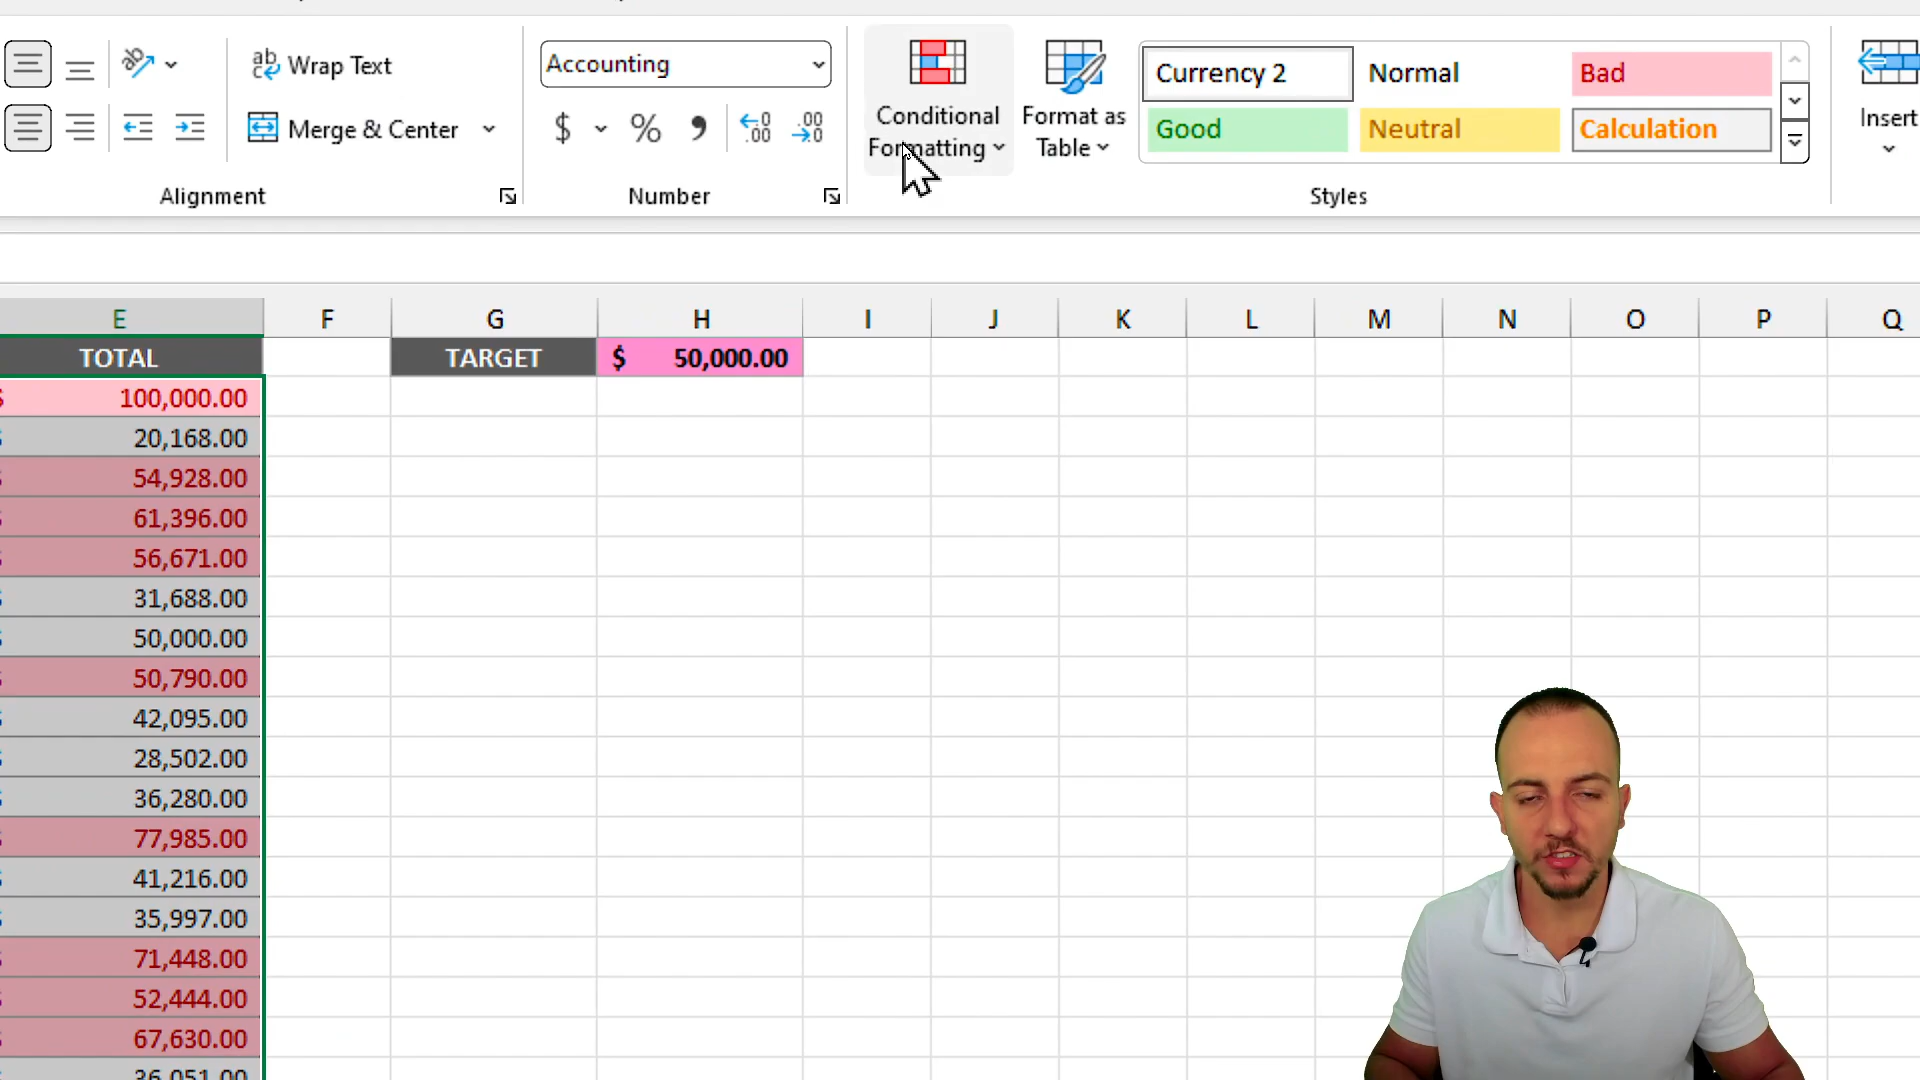 Wrap Text
Merge & Center
Alignment
Accounting
$ % 9
Number
Conditional Formatting
Format as Table
Currency 2
Normal
Bad
Good
Neutral
Calculation
Styles
Insert
E F G H I J K L M N O P Q
TOTAL TARGET $ 50,000.00
100,000.00
20,168.00
54,928.00
61,396.00
56,671.00
31,688.00
50,000.00
50,790.00
42,095.00
28,502.00
36,280.00
77,985.00
41,216.00
35,997.00
71,448.00
52,444.00
67,630.00
36,051.00